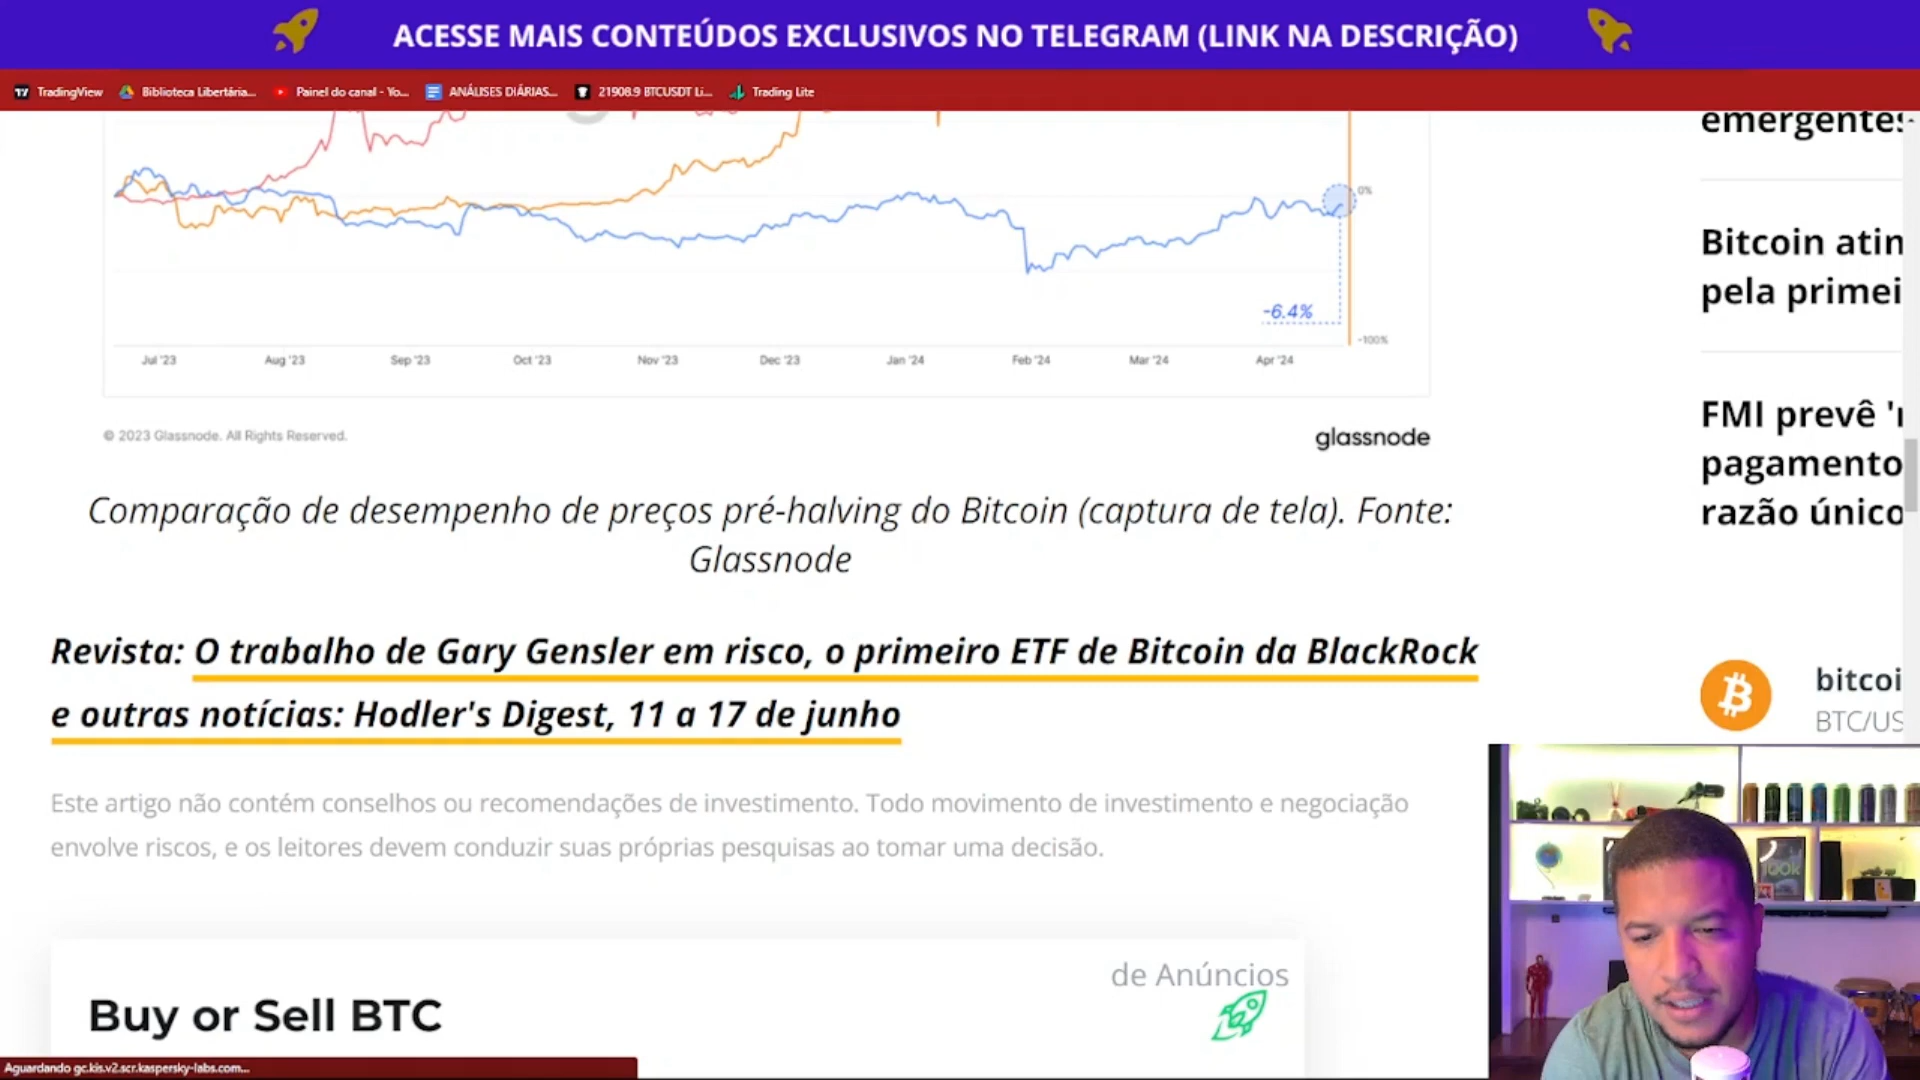 ACESSE MAIS CONTEÚDOS EXCLUSIVOS NO TELEGRAM (LINK NA DESCRIÇÃO)
TradingView
Biblioteca Libertária...
Painel do canal - Yo...
ANÁLISES DIÁRIAS...
21908.9 BTCUSDT Li...
Trading Lite
0%
-6.4%
-100%
Jul '23 Aug '23 Sep '23 Oct '23 Nov '23 Dec '23 Jan '24 Feb '24 Mar '24 Apr '24
© 2023 Glassnode. All Rights Reserved.
glassnode
Comparação de desempenho de preços pré-halving do Bitcoin (captura de tela). Fonte:
Glassnode
Revista: O trabalho de Gary Gensler em risco, o primeiro ETF de Bitcoin da BlackRock
e outras notícias: Hodler's Digest, 11 a 17 de junho
Este artigo não contém conselhos ou recomendações de investimento. Todo movimento de investimento e negociação
envolve riscos, e os leitores devem conduzir suas próprias pesquisas ao tomar uma decisão.
de Anúncios
Buy or Sell BTC
Aguardando gc.kis.v2.scr.kaspersky-labs.com...
emergentes
Bitcoin atin
pela primei
FMI prevê 'r
pagamento
razão único
bitcoi
BTC/US
100k